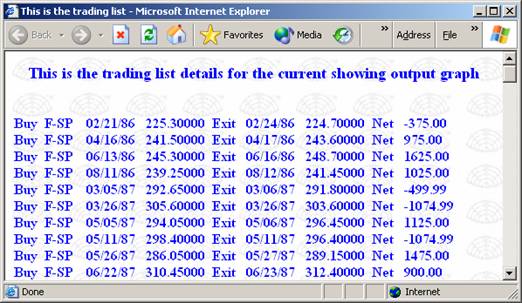 This is the trading list - Microsoft Internet Explorer
Back Favorites Media » Address File »
This is the trading list details for the current showing output graph
Buy F-SP 02/21/86 225.30000 Exit 02/24/86 224.70000 Net -375.00
Buy F-SP 04/16/86 241.50000 Exit 04/17/86 243.60000 Net 975.00
Buy F-SP 06/13/86 245.30000 Exit 06/16/86 248.70000 Net 1625.00
Buy F-SP 08/11/86 239.25000 Exit 08/12/86 241.45000 Net 1025.00
Buy F-SP 03/05/87 292.65000 Exit 03/06/87 291.80000 Net -499.99
Buy F-SP 03/26/87 305.60000 Exit 03/26/87 303.60000 Net -1074.99
Buy F-SP 05/05/87 294.05000 Exit 05/06/87 296.45000 Net 1125.00
Buy F-SP 05/11/87 298.40000 Exit 05/11/87 296.40000 Net -1074.99
Buy F-SP 05/26/87 286.05000 Exit 05/27/87 289.15000 Net 1475.00
Buy F-SP 06/22/87 310.45000 Exit 06/23/87 312.40000 Net 900.00
Done Internet